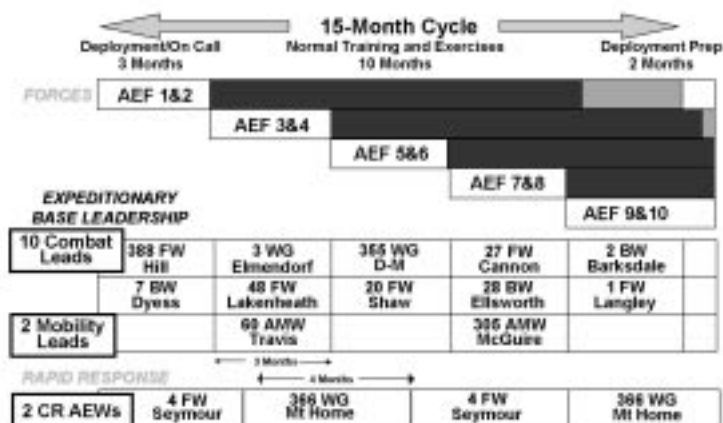 15-Month Cycle
Deployment/On Call Normal Training and Exercises Deployment Prep
3 Months 10 Months 2 Months
FORCES AEF 1&2
AEF 3&4
AEF 5&6
AEF 7&8
AEF 9&10
EXPEDITIONARY
BASE LEADERSHIP
10 Combat
Leads
388 FW 3 WG 355 WG 27 FW 2 BW
Hill Elmendorf D-M Cannon Barksdale
7 BW 48 FW 20 FW 28 BW 1 FW
Dyess Lakenheath Shaw Ellsworth Langley
2 Mobility
Leads
60 AMW 305 AMW
Travis McGuire
3 Months
RAPID RESPONSE 4 Months
2 CR AEWs
4 FW 366 WG 4 FW 366 WG
Seymour Mt Home Seymour Mt Home